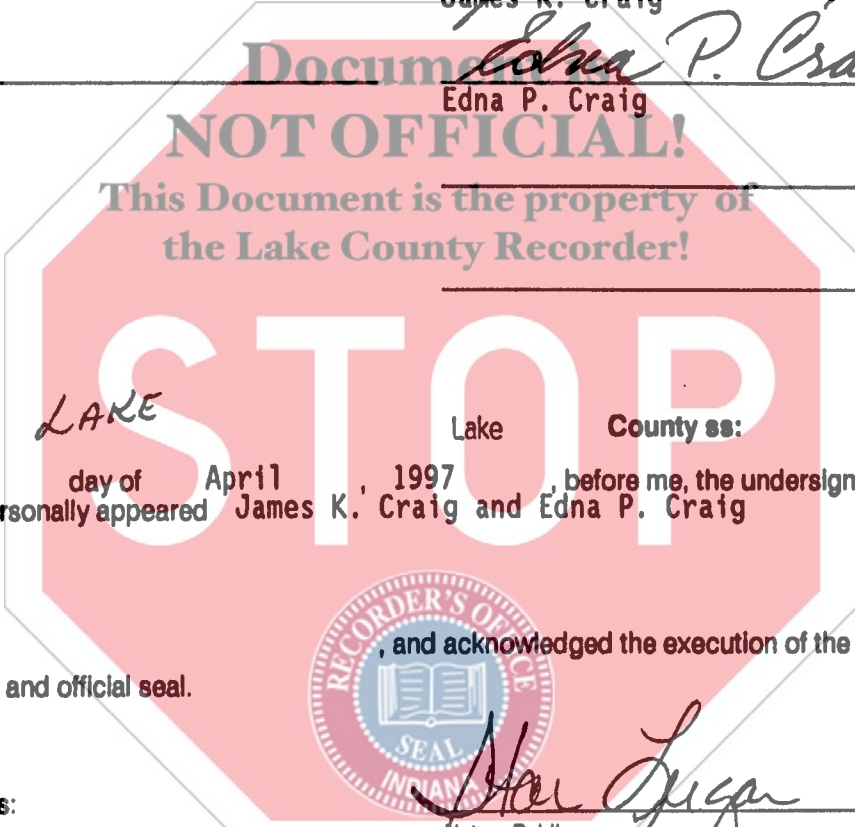 James K. Craig
Edna P. Cra
Document is
Edna P. Craig
NOT OFFICIAL!
This Document is the property of
the Lake County Recorder!
STOP
LAKE
Lake County ss:
day of April , 1997 , before me, the undersign
rsonally appeared James K. Craig and Edna P. Craig
RECORDER'S OFFICE
, and acknowledged the execution of the
and official seal.
SEAL
INDIANA
s: